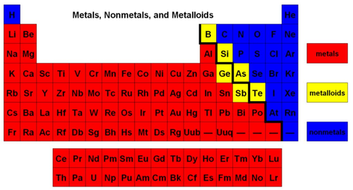 H He
Metals, Nonmetals, and Metalloids
Li Be B C N O F Ne
Na Mg Al Si P S Cl Ar
K Ca Sc Ti V Cr Mn Fe Co Ni Cu Zn Ga Ge As Se Br Kr
Rb Sr Y Zr Nb Mo Tc Ru Rh Pd Ag Cd In Sn Sb Te I Xe
Cs Ba La Hf Ta W Re Os Ir Pt Au Hg Tl Pb Bi Po At Rn
Fr Ra Ac Rf Db Sg Bh Hs Mt Ds Rg Uub — Uuq — — — —
Ce Pr Nd Pm Sm Eu Gd Tb Dy Ho Er Tm Yb Lu
Th Pa U Np Pu Am Cm Bk Cf Es Fm Md No Lr
metals
metalloids
nonmetals